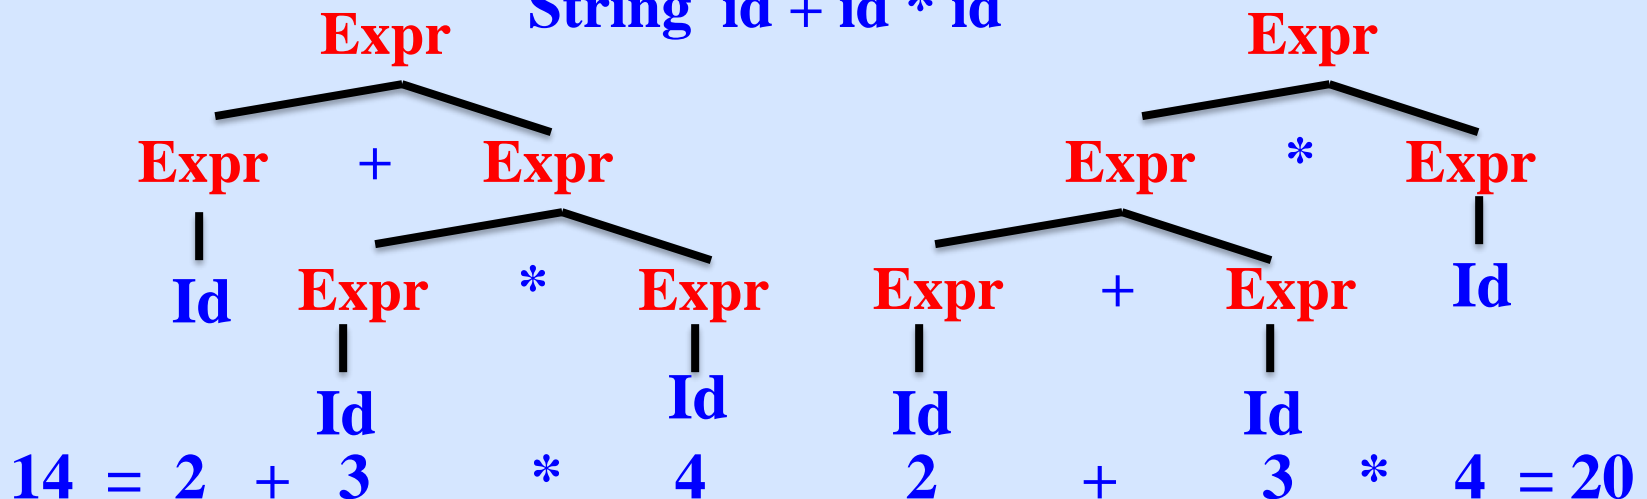 String id + id * id
Expr Expr
Expr + Expr Expr * Expr
Id Expr * Expr Expr + Expr Id
Id Id Id Id
14 = 2 + 3 * 4 2 + 3 * 4 = 20